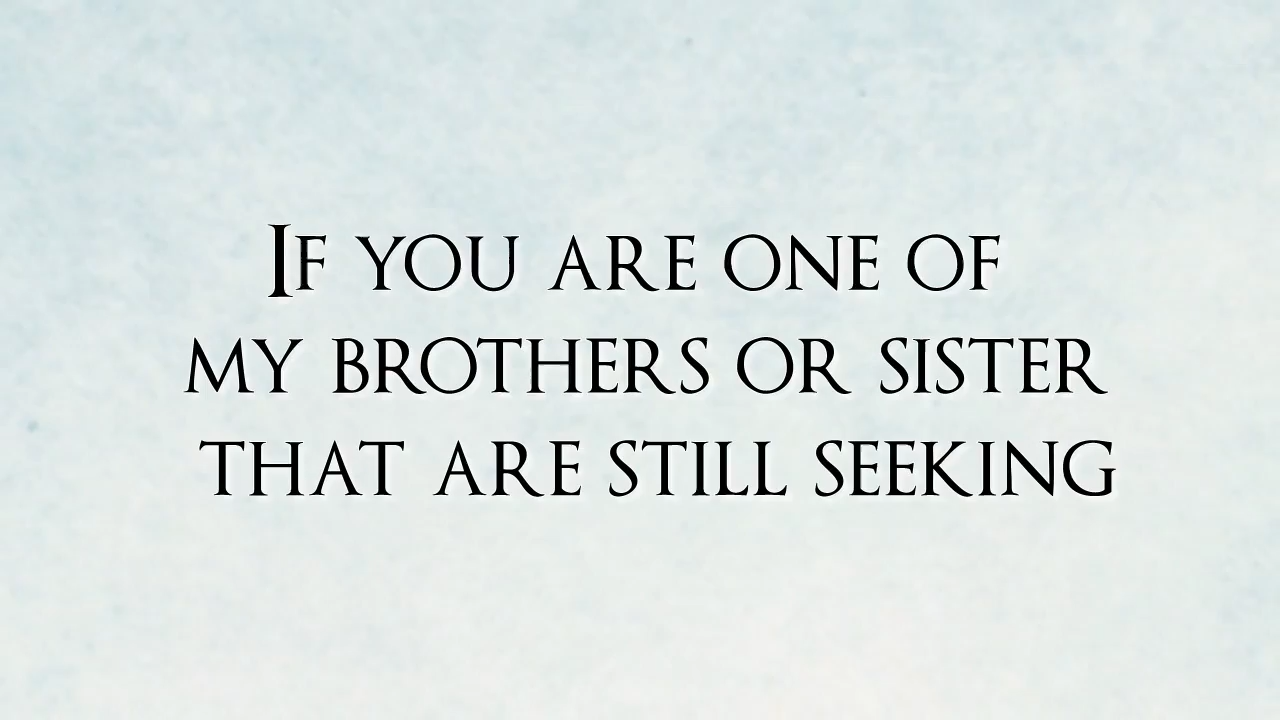 If you are one of
my brothers or sister
that are still seeking